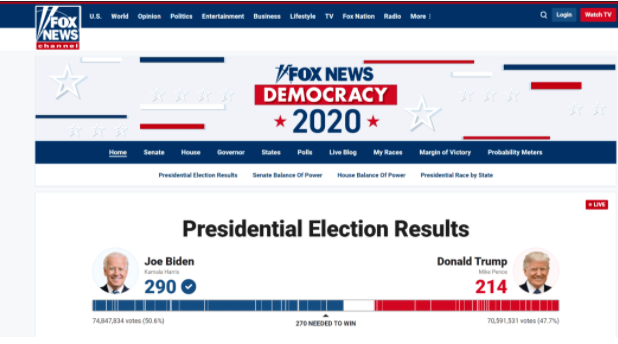 FOX
NEWS
channel
U.S. World Opinion Politics Entertainment Business Lifestyle TV Fox Nation Radio More
Login
Watch TV
FOX NEWS
DEMOCRACY
2020
Home Senate House Governor States Polls Live Blog My Races Margin of Victory Probability Meters
Presidential Election Results Senate Balance Of Power House Balance Of Power Presidential Race by State
LIVE
Presidential Election Results
Joe Biden
Kamala Harris
290
Donald Trump
Mike Pence
214
74,847,834 votes (50.6%)
270 NEEDED TO WIN
70,591,531 votes (47.7%)